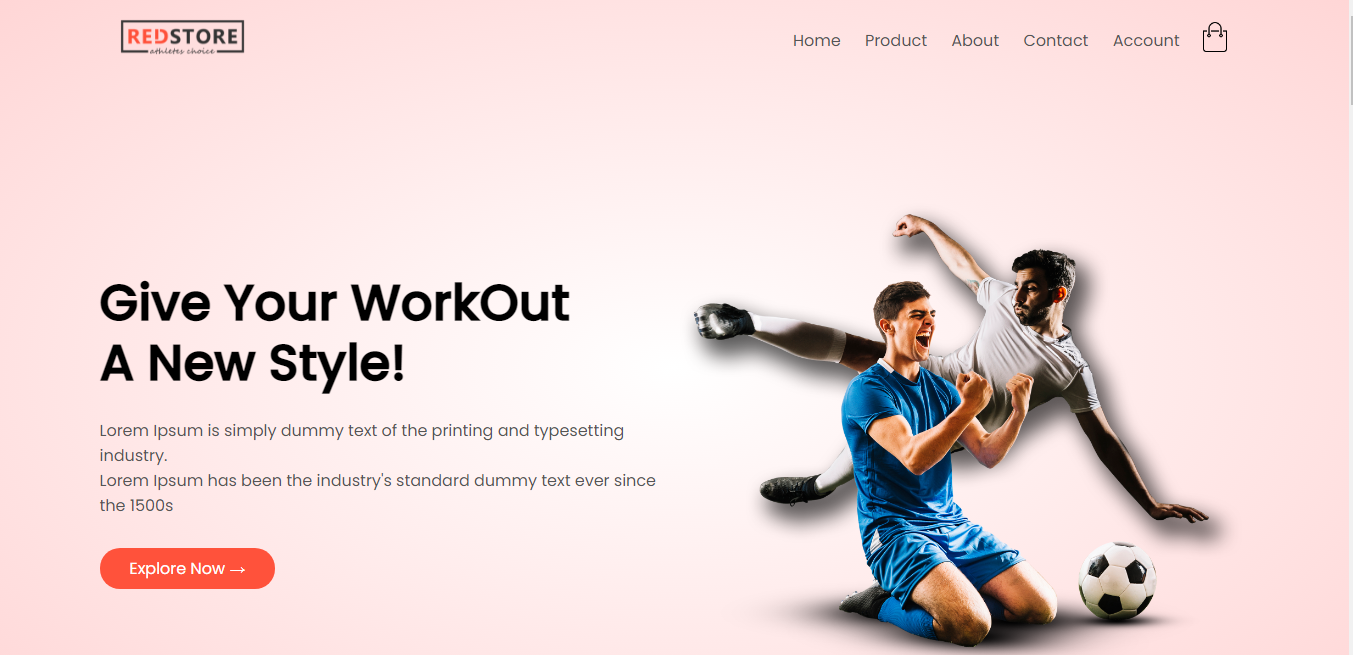 REDSTORE
athletes choice
Home Product About Contact Account
Give Your WorkOut
A New Style!
Lorem Ipsum is simply dummy text of the printing and typesetting
industry.
Lorem Ipsum has been the industry's standard dummy text ever since
the 1500s
Explore Now →